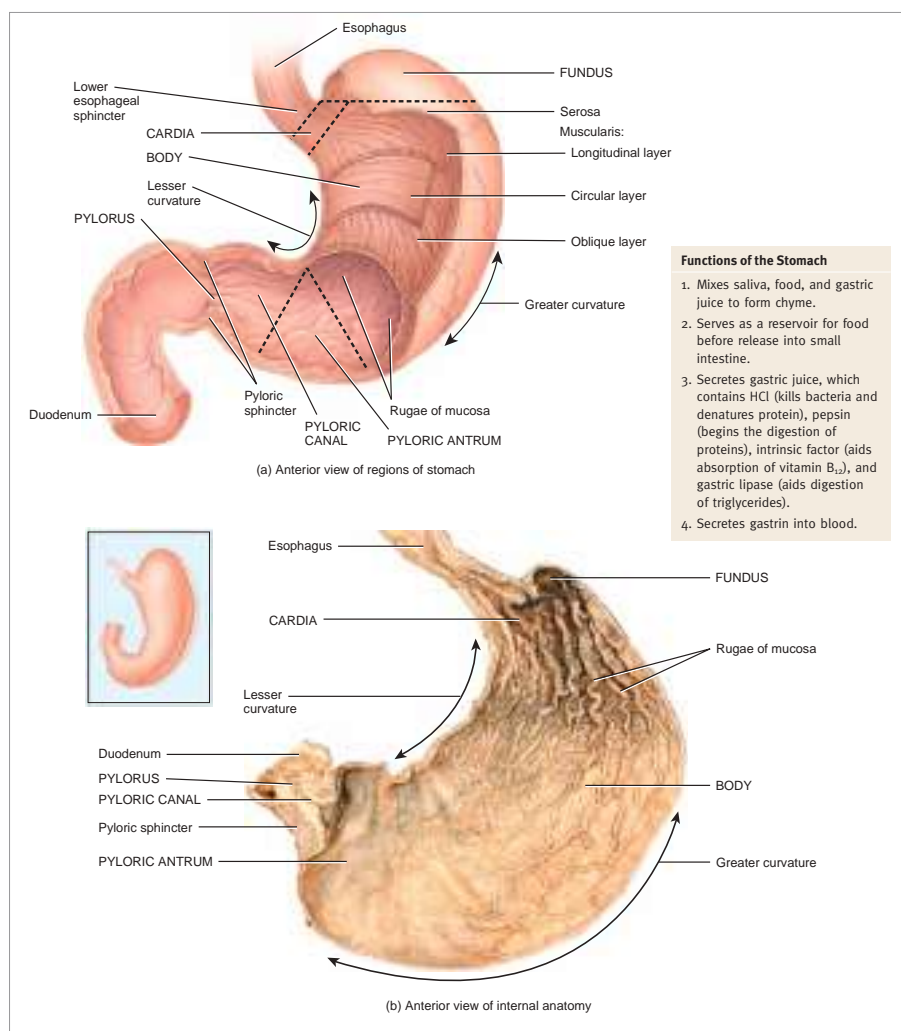 Esophagus
FUNDUS
Lower
esophageal
sphincter
Serosa
Muscularis:
CARDIA
Longitudinal layer
BODY
Lesser
curvature
Circular layer
PYLORUS
Oblique layer
Greater curvature
Duodenum
Pyloric
sphincter
PYLORIC
CANAL
Rugae of mucosa
PYLORIC ANTRUM
(a) Anterior view of regions of stomach
Functions of the Stomach
1. Mixes saliva, food, and gastric
juice to form chyme.
2. Serves as a reservoir for food
before release into small
intestine.
3. Secretes gastric juice, which
contains HCl (kills bacteria and
denatures protein), pepsin
(begins the digestion of
proteins), intrinsic factor (aids
absorption of vitamin B₁₂), and
gastric lipase (aids digestion
of triglycerides).
4. Secretes gastrin into blood.
Esophagus
FUNDUS
CARDIA
Rugae of mucosa
Lesser
curvature
Duodenum
PYLORUS
PYLORIC CANAL
Pyloric sphincter
PYLORIC ANTRUM
BODY
Greater curvature
(b) Anterior view of internal anatomy